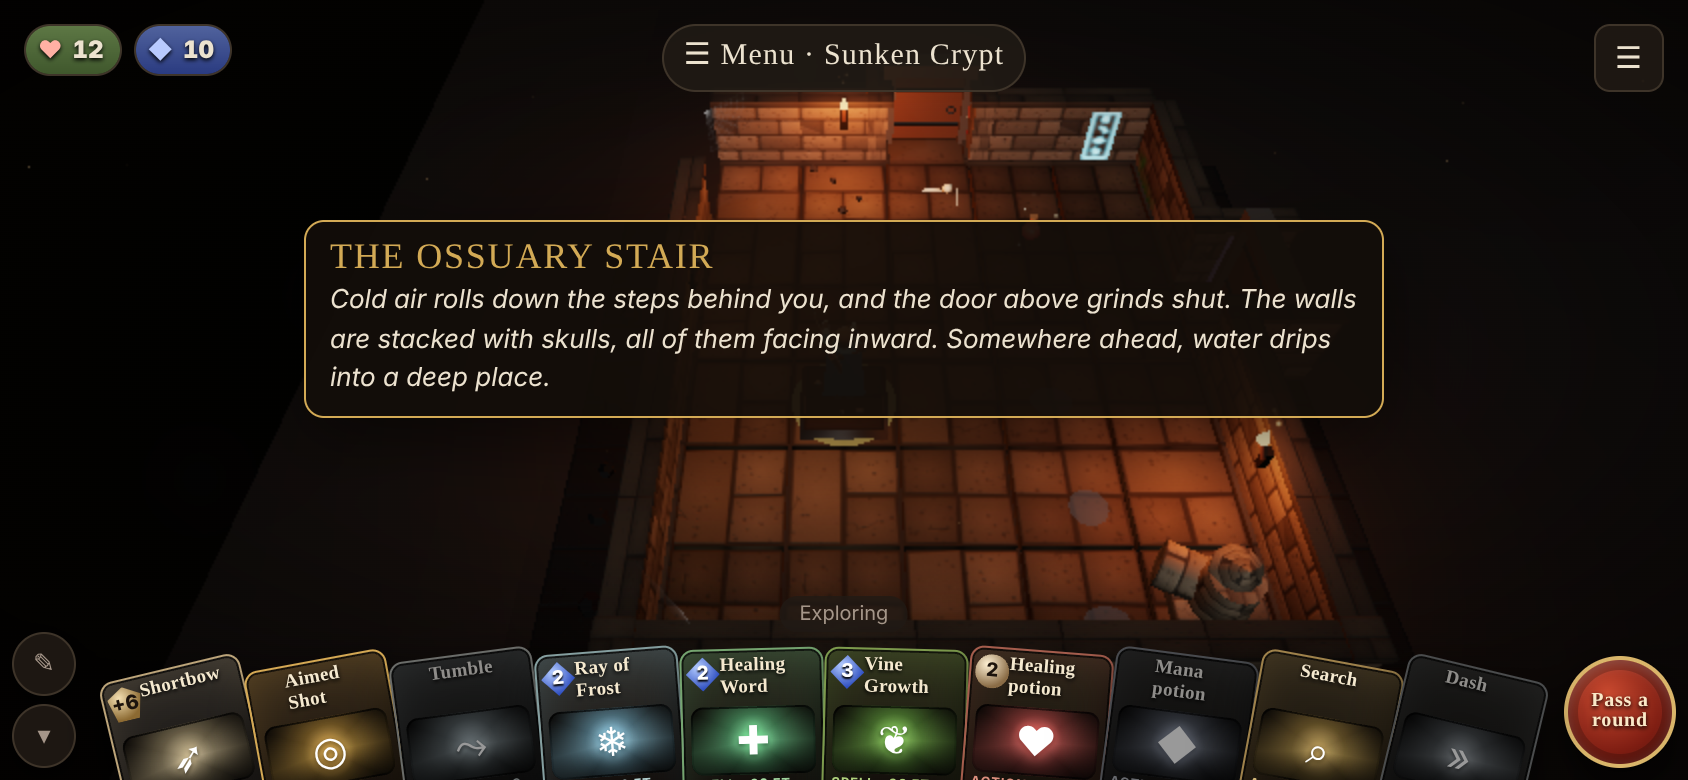 12
10
☰ Menu · Sunken Crypt
THE OSSUARY STAIR
Cold air rolls down the steps behind you, and the door above grinds shut. The walls
are stacked with skulls, all of them facing inward. Somewhere ahead, water drips
into a deep place.
Exploring
+6
Shortbow
Aimed
Shot
Tumble
2
Ray of
Frost
2
Healing
Word
3
Vine
Growth
2
Healing
potion
Mana
potion
Search
Dash
Pass a
round